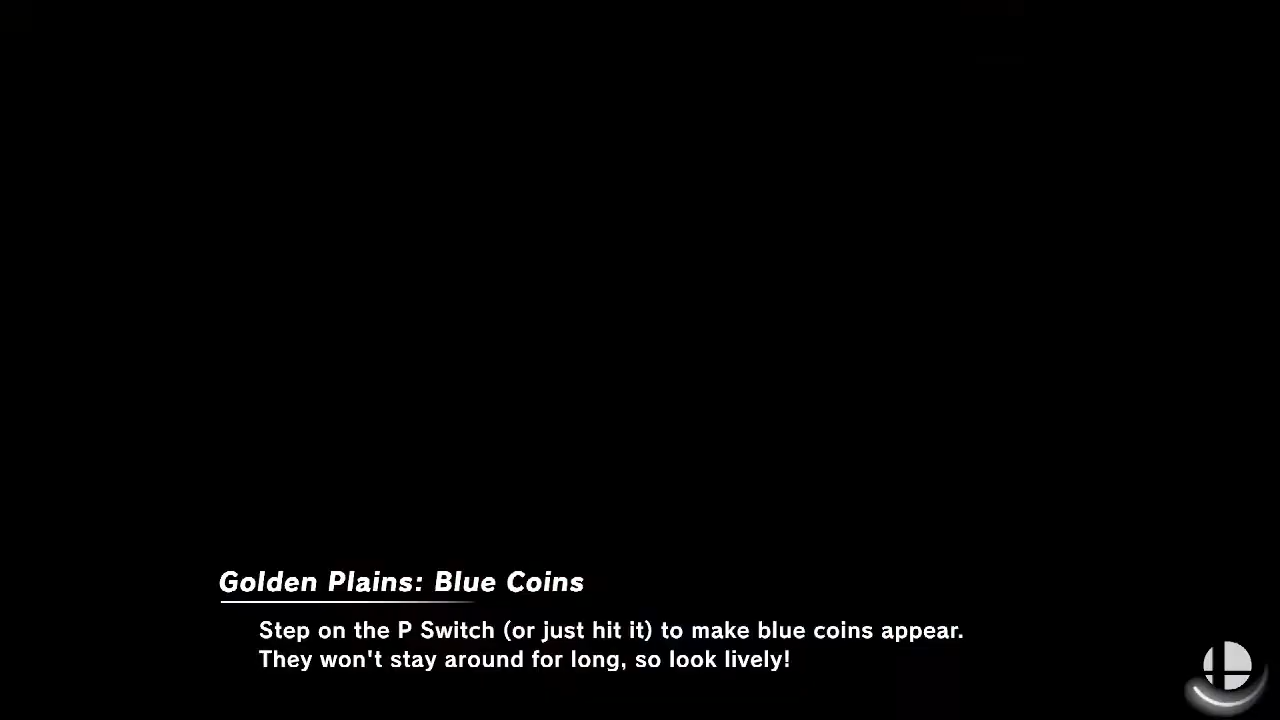 Golden Plains: Blue Coins
Step on the P Switch (or just hit it) to make blue coins appear.
They won't stay around for long, so look lively!